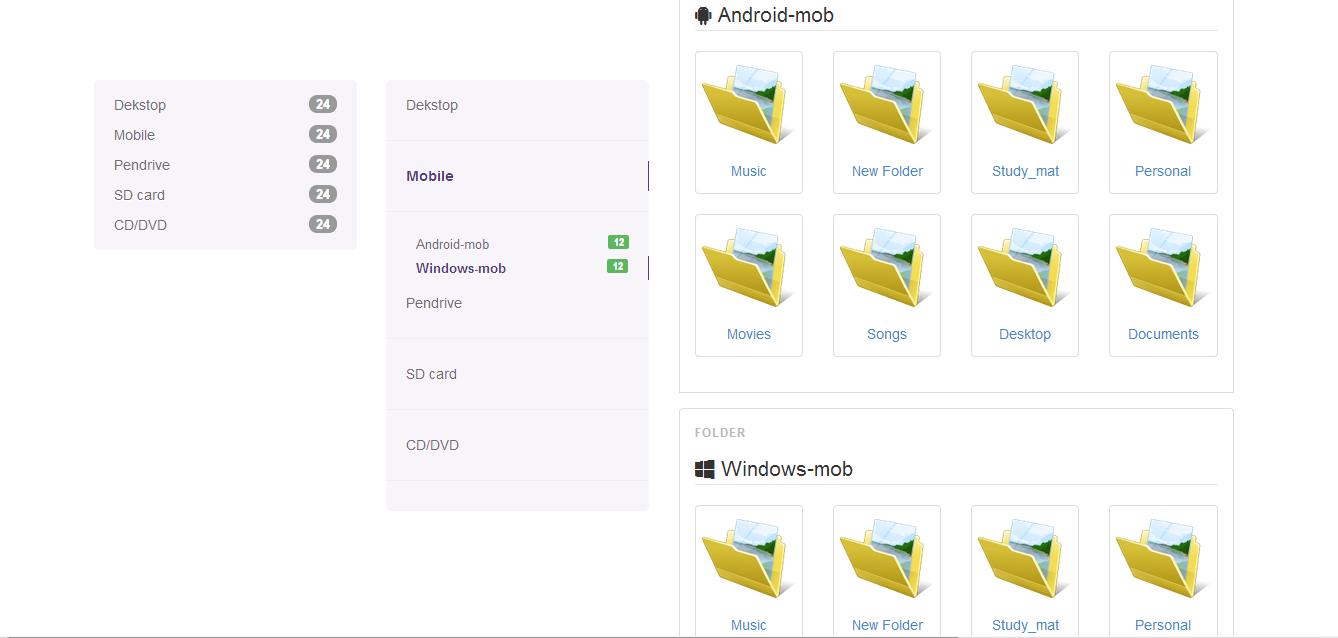 Dekstop 24
Mobile 24
Pendrive 24
SD card 24
CD/DVD 24
Dekstop
Mobile
Android-mob 12
Windows-mob 12
Pendrive
SD card
CD/DVD
Android-mob
Music New Folder Study_mat Personal
Movies Songs Desktop Documents
FOLDER
Windows-mob
Music New Folder Study_mat Personal